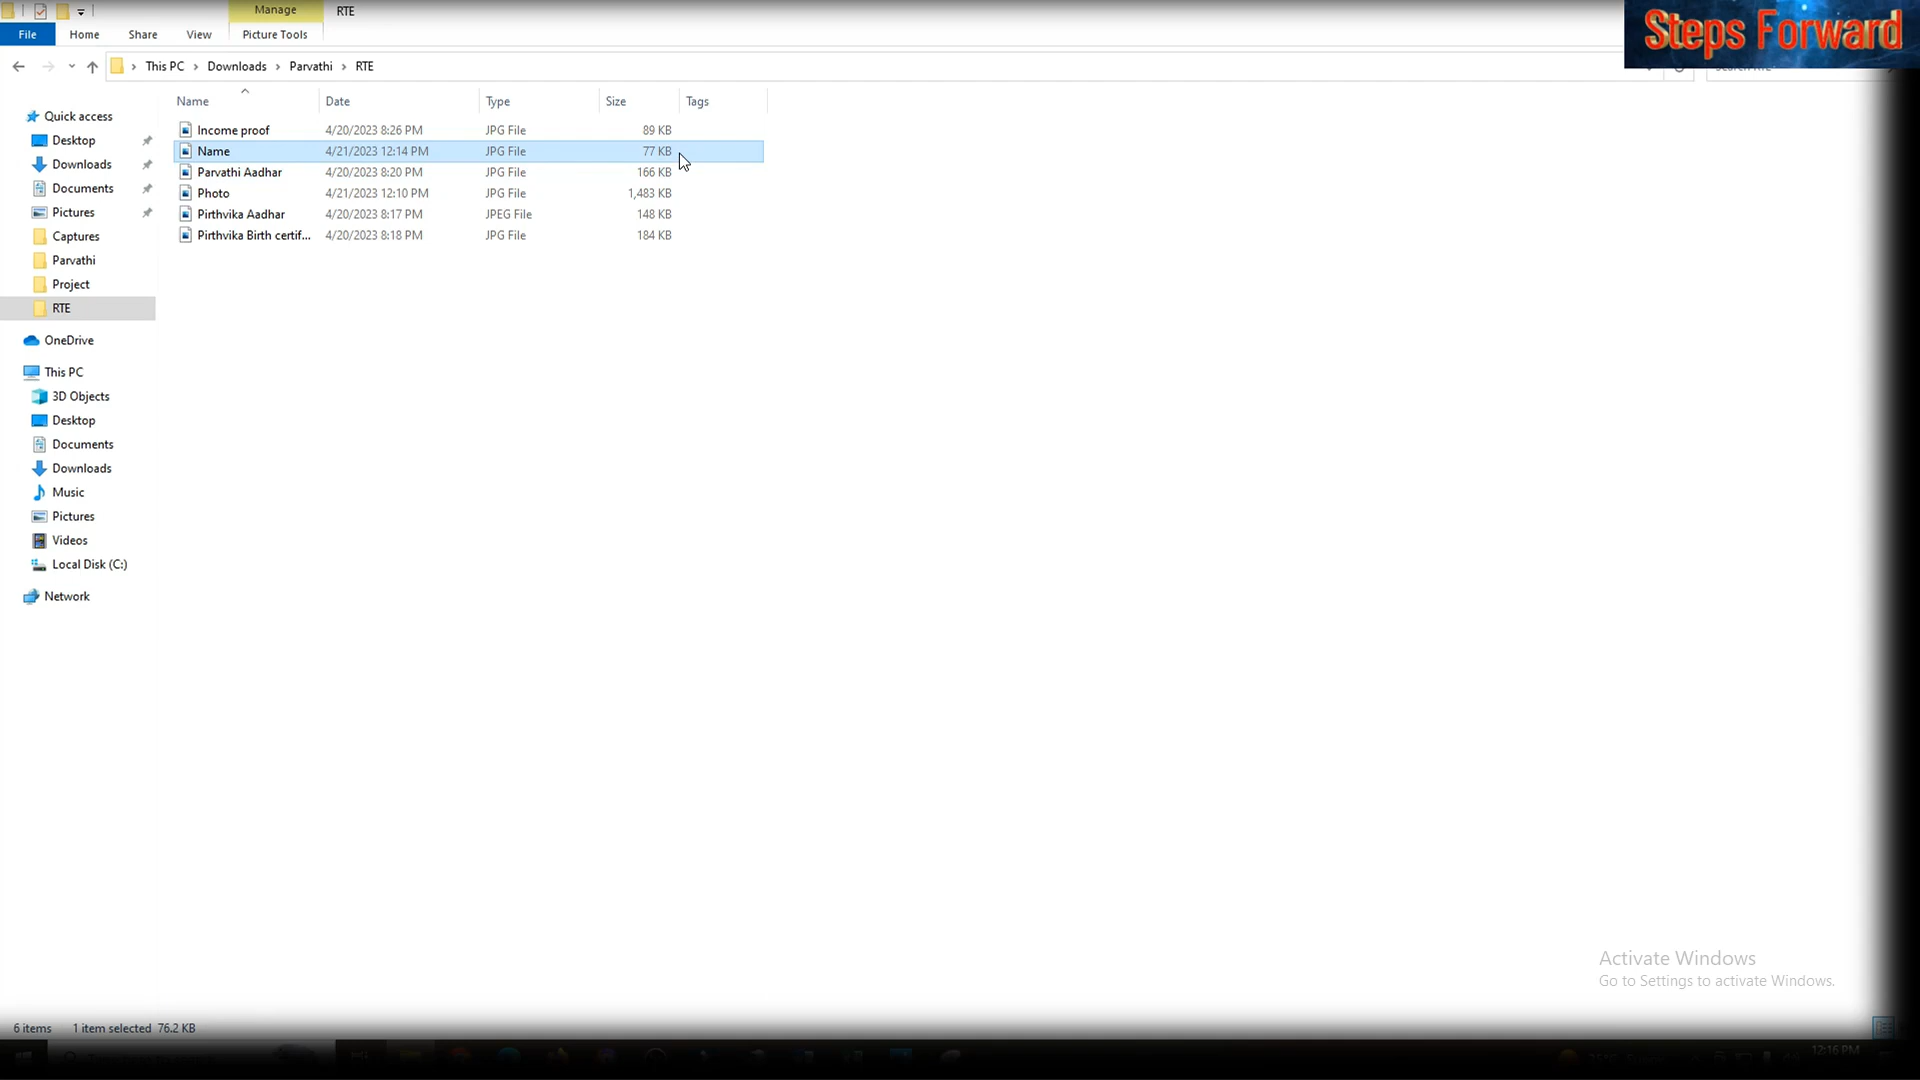 Manage RTE
Steps Forward
File Home Share View Picture Tools
This PC Downloads Parvathi RTE
Name Date Type Size Tags
Quick access
Desktop
Downloads
Documents
Pictures
Captures
Parvathi
Project
RTE
OneDrive
This PC
3D Objects
Desktop
Documents
Downloads
Music
Pictures
Videos
Local Disk (C:)
Network
Income proof 4/20/2023 8:26 PM JPG File 89 KB
Name 4/21/2023 12:14 PM JPG File 77 KB
Parvathi Aadhar 4/20/2023 8:20 PM JPG File 166 KB
Photo 4/21/2023 12:10 PM JPG File 1,483 KB
Pirthvika Aadhar 4/20/2023 8:17 PM JPEG File 148 KB
Pirthvika Birth certif... 4/20/2023 8:18 PM JPG File 184 KB
Activate Windows
Go to Settings to activate Windows.
6 items 1 item selected 76.2 KB
12:16 PM